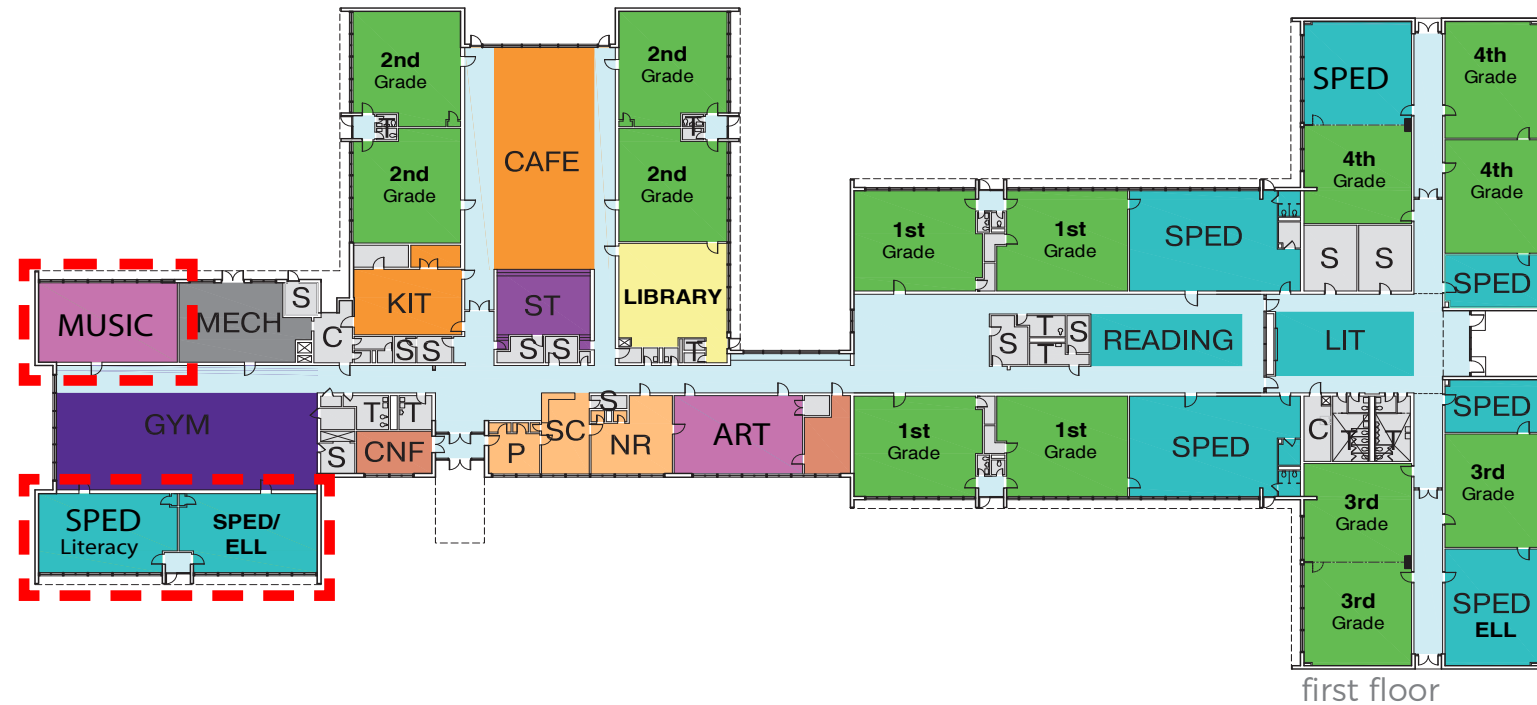 2nd
Grade
2nd
Grade
4th
Grade
SPED
T
T
CAFE
2nd
Grade
2nd
Grade
4th
Grade
4th
Grade
1st
Grade
1st
Grade
SPED
S
S
SPED
MUSIC
MECH
S
C
KIT
ST
LIBRARY
S
S
S
S
T
S
T
T
S
READING
LIT
GYM
T
T
S
CNF
P
SC
S
NR
ART
1st
Grade
1st
Grade
SPED
C
SPED
3rd
Grade
3rd
Grade
SPED
Literacy
SPED/
ELL
3rd
Grade
SPED
ELL
first floor